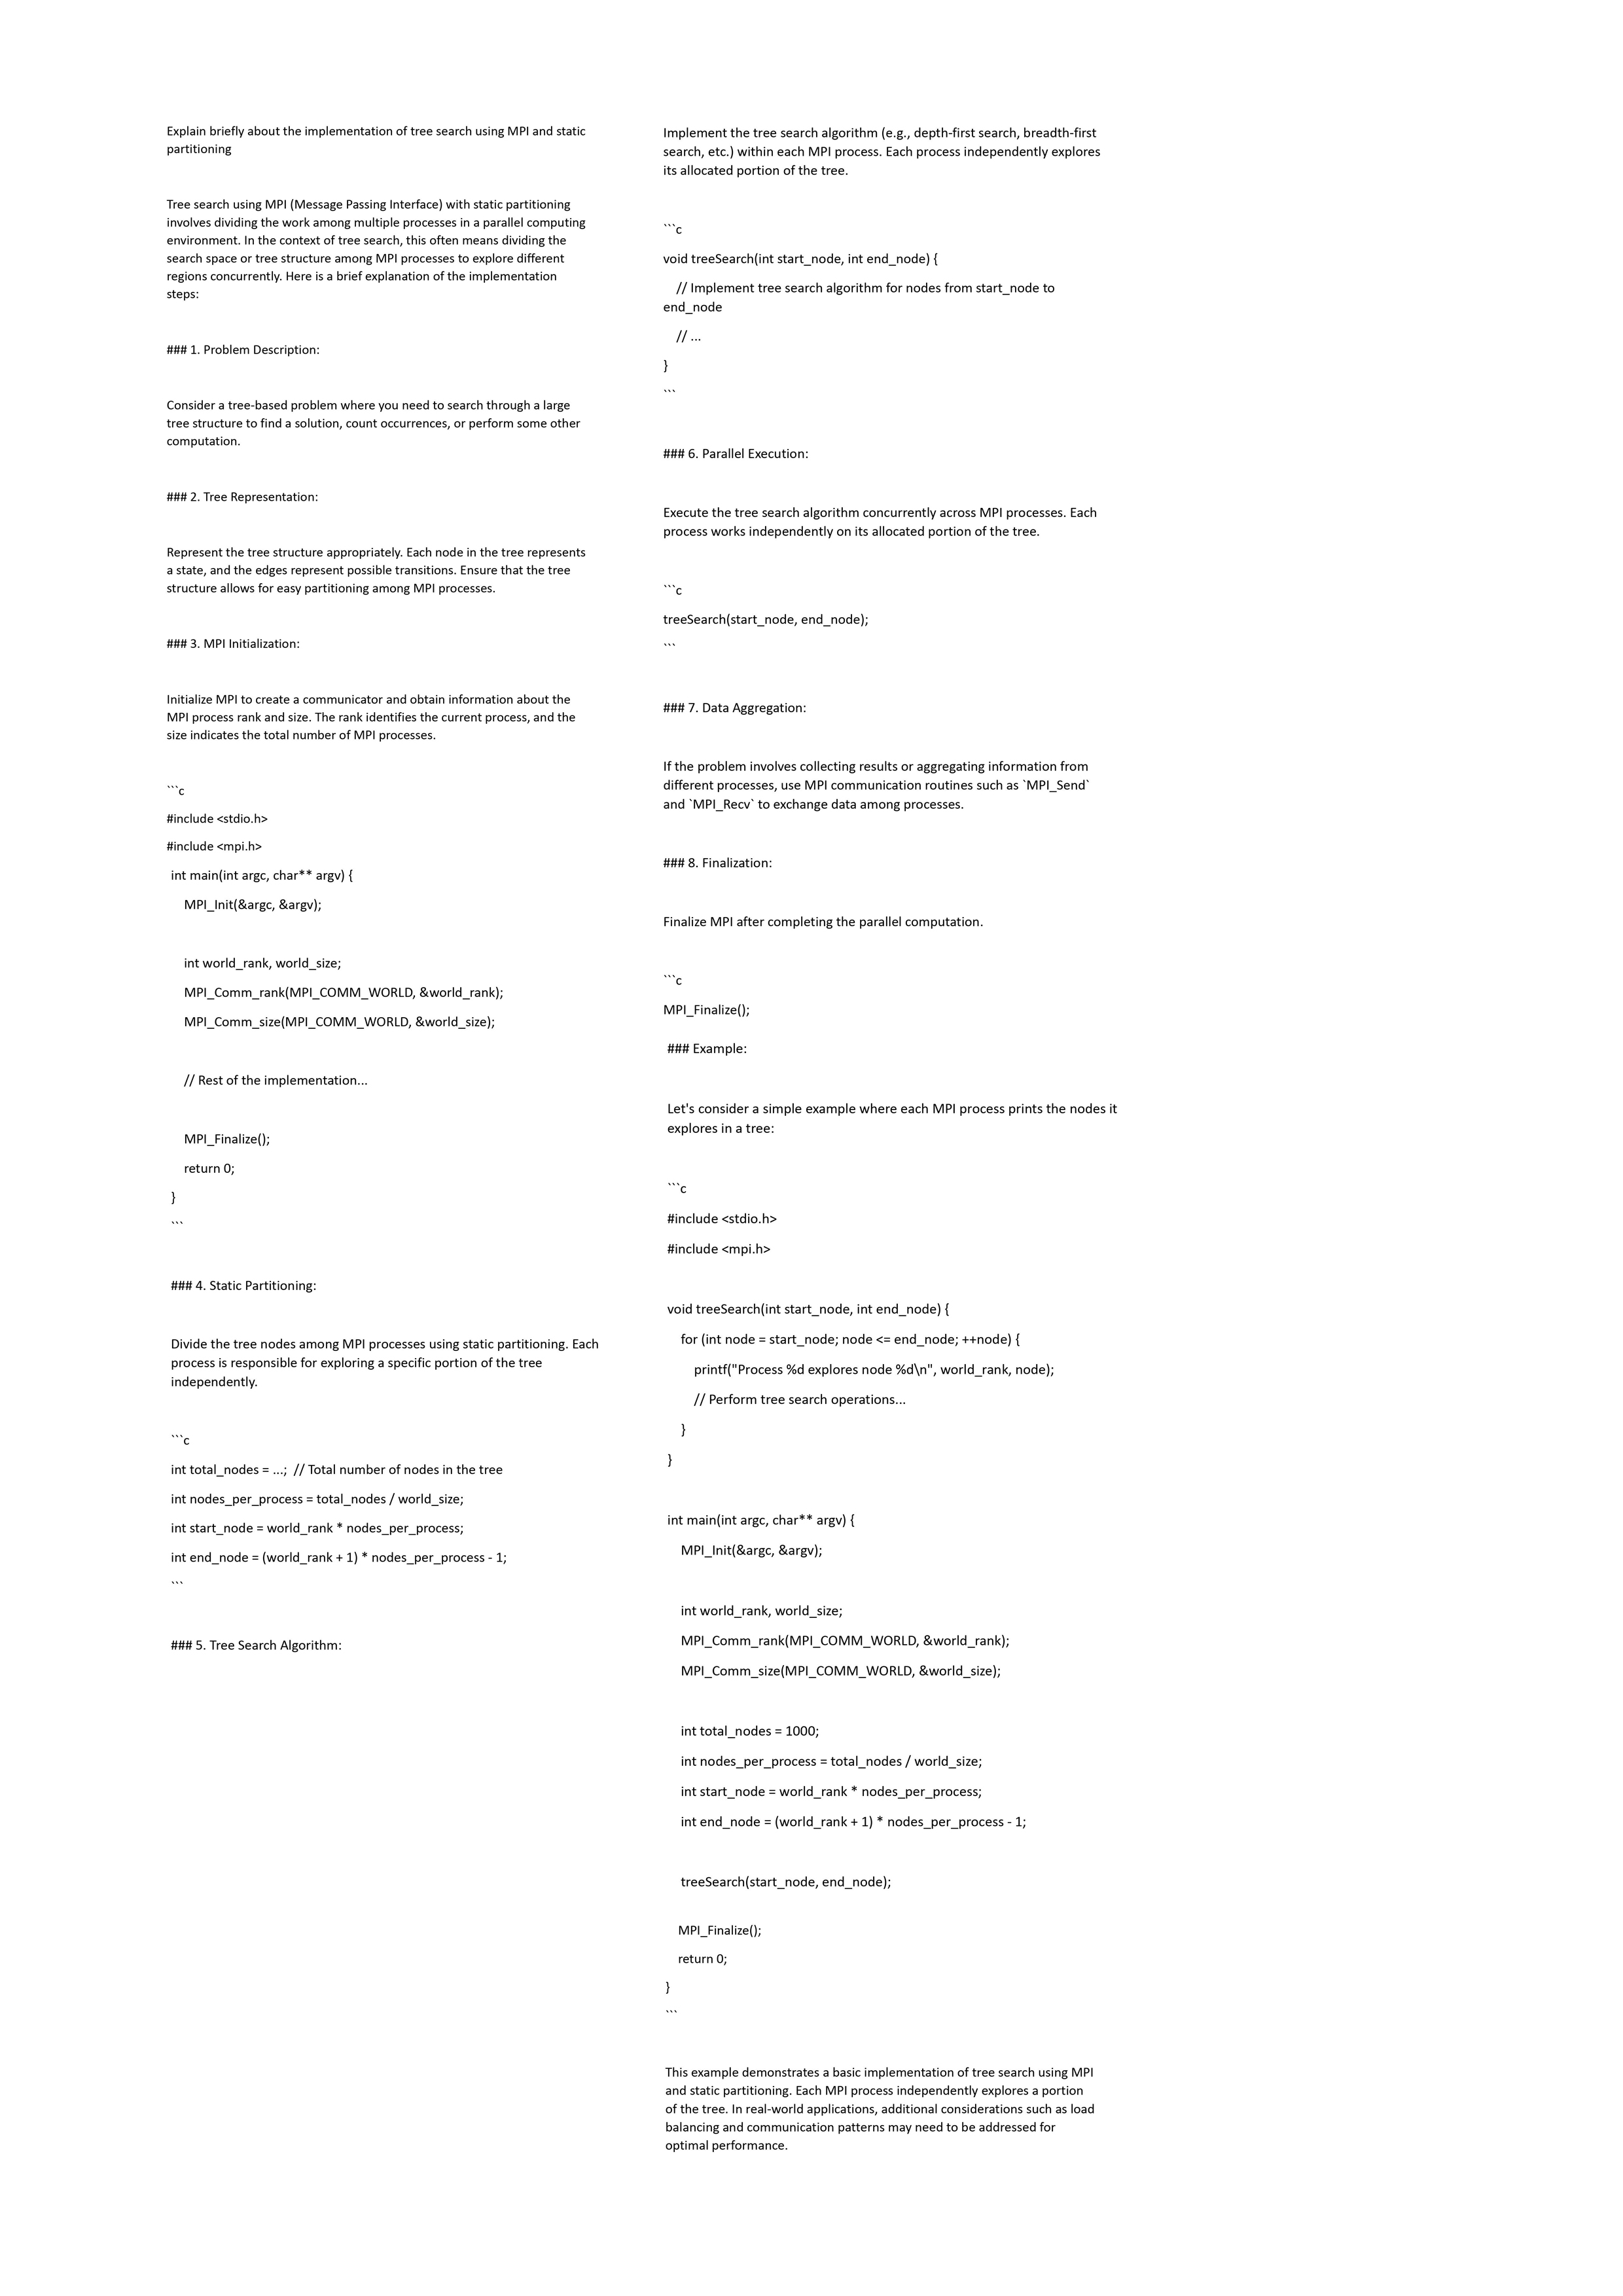 Explain briefly about the implementation of tree search using MPI and static
partitioning
Tree search using MPI (Message Passing Interface) with static partitioning
involves dividing the work among multiple processes in a parallel computing
environment. In the context of tree search, this often means dividing the
search space or tree structure among MPI processes to explore different
regions concurrently. Here is a brief explanation of the implementation
steps:
### 1. Problem Description:
Consider a tree-based problem where you need to search through a large
tree structure to find a solution, count occurrences, or perform some other
computation.
### 2. Tree Representation:
Represent the tree structure appropriately. Each node in the tree represents
a state, and the edges represent possible transitions. Ensure that the tree
structure allows for easy partitioning among MPI processes.
### 3. MPI Initialization:
Initialize MPI to create a communicator and obtain information about the
MPI process rank and size. The rank identifies the current process, and the
size indicates the total number of MPI processes.
```c
#include <stdio.h>
#include <mpi.h>
int main(int argc, char** argv) {
MPI_Init(&argc, &argv);
int world_rank, world_size;
MPI_Comm_rank(MPI_COMM_WORLD, &world_rank);
MPI_Comm_size(MPI_COMM_WORLD, &world_size);
// Rest of the implementation...
MPI_Finalize();
return 0;
}
```
### 4. Static Partitioning:
Divide the tree nodes among MPI processes using static partitioning. Each
process is responsible for exploring a specific portion of the tree
independently.
```c
int total_nodes = ...;  // Total number of nodes in the tree
int nodes_per_process = total_nodes / world_size;
int start_node = world_rank * nodes_per_process;
int end_node = (world_rank + 1) * nodes_per_process - 1;
```
### 5. Tree Search Algorithm:
Implement the tree search algorithm (e.g., depth-first search, breadth-first
search, etc.) within each MPI process. Each process independently explores
its allocated portion of the tree.
```c
void treeSearch(int start_node, int end_node) {
// Implement tree search algorithm for nodes from start_node to
end_node
// ...
}
```
### 6. Parallel Execution:
Execute the tree search algorithm concurrently across MPI processes. Each
process works independently on its allocated portion of the tree.
```c
treeSearch(start_node, end_node);
```
### 7. Data Aggregation:
If the problem involves collecting results or aggregating information from
different processes, use MPI communication routines such as `MPI_Send`
and `MPI_Recv` to exchange data among processes.
### 8. Finalization:
Finalize MPI after completing the parallel computation.
```c
MPI_Finalize();
### Example:
Let's consider a simple example where each MPI process prints the nodes it
explores in a tree:
```c
#include <stdio.h>
#include <mpi.h>
void treeSearch(int start_node, int end_node) {
for (int node = start_node; node <= end_node; ++node) {
printf("Process %d explores node %d\n", world_rank, node);
// Perform tree search operations...
}
}
int main(int argc, char** argv) {
MPI_Init(&argc, &argv);
int world_rank, world_size;
MPI_Comm_rank(MPI_COMM_WORLD, &world_rank);
MPI_Comm_size(MPI_COMM_WORLD, &world_size);
int total_nodes = 1000;
int nodes_per_process = total_nodes / world_size;
int start_node = world_rank * nodes_per_process;
int end_node = (world_rank + 1) * nodes_per_process - 1;
treeSearch(start_node, end_node);
MPI_Finalize();
return 0;
}
```
This example demonstrates a basic implementation of tree search using MPI
and static partitioning. Each MPI process independently explores a portion
of the tree. In real-world applications, additional considerations such as load
balancing and communication patterns may need to be addressed for
optimal performance.